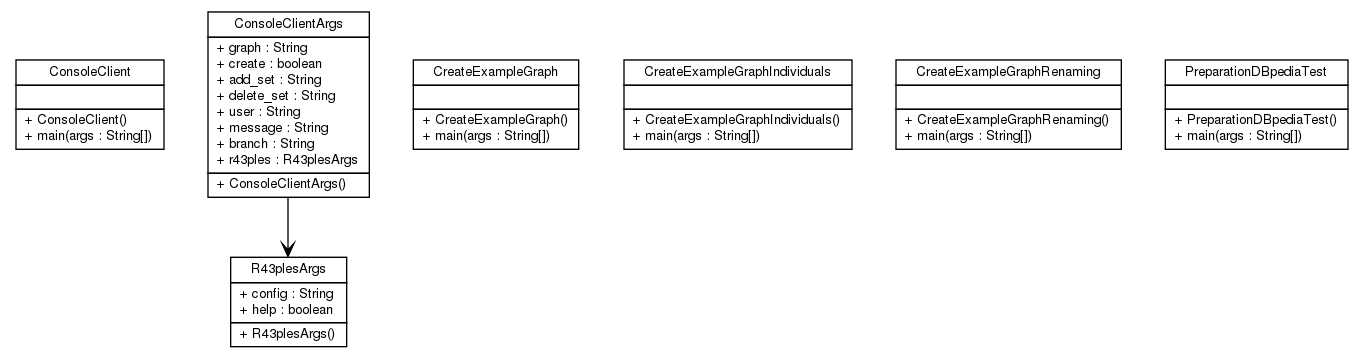 ConsoleClient
+ ConsoleClient()
+ main(args : String[])
ConsoleClientArgs
+ graph : String
+ create : boolean
+ add_set : String
+ delete_set : String
+ user : String
+ message : String
+ branch : String
+ r43ples : R43plesArgs
+ ConsoleClientArgs()
R43plesArgs
+ config : String
+ help : boolean
+ R43plesArgs()
CreateExampleGraph
+ CreateExampleGraph()
+ main(args : String[])
CreateExampleGraphIndividuals
+ CreateExampleGraphIndividuals()
+ main(args : String[])
CreateExampleGraphRenaming
+ CreateExampleGraphRenaming()
+ main(args : String[])
PreparationDBpediaTest
+ PreparationDBpediaTest()
+ main(args : String[])